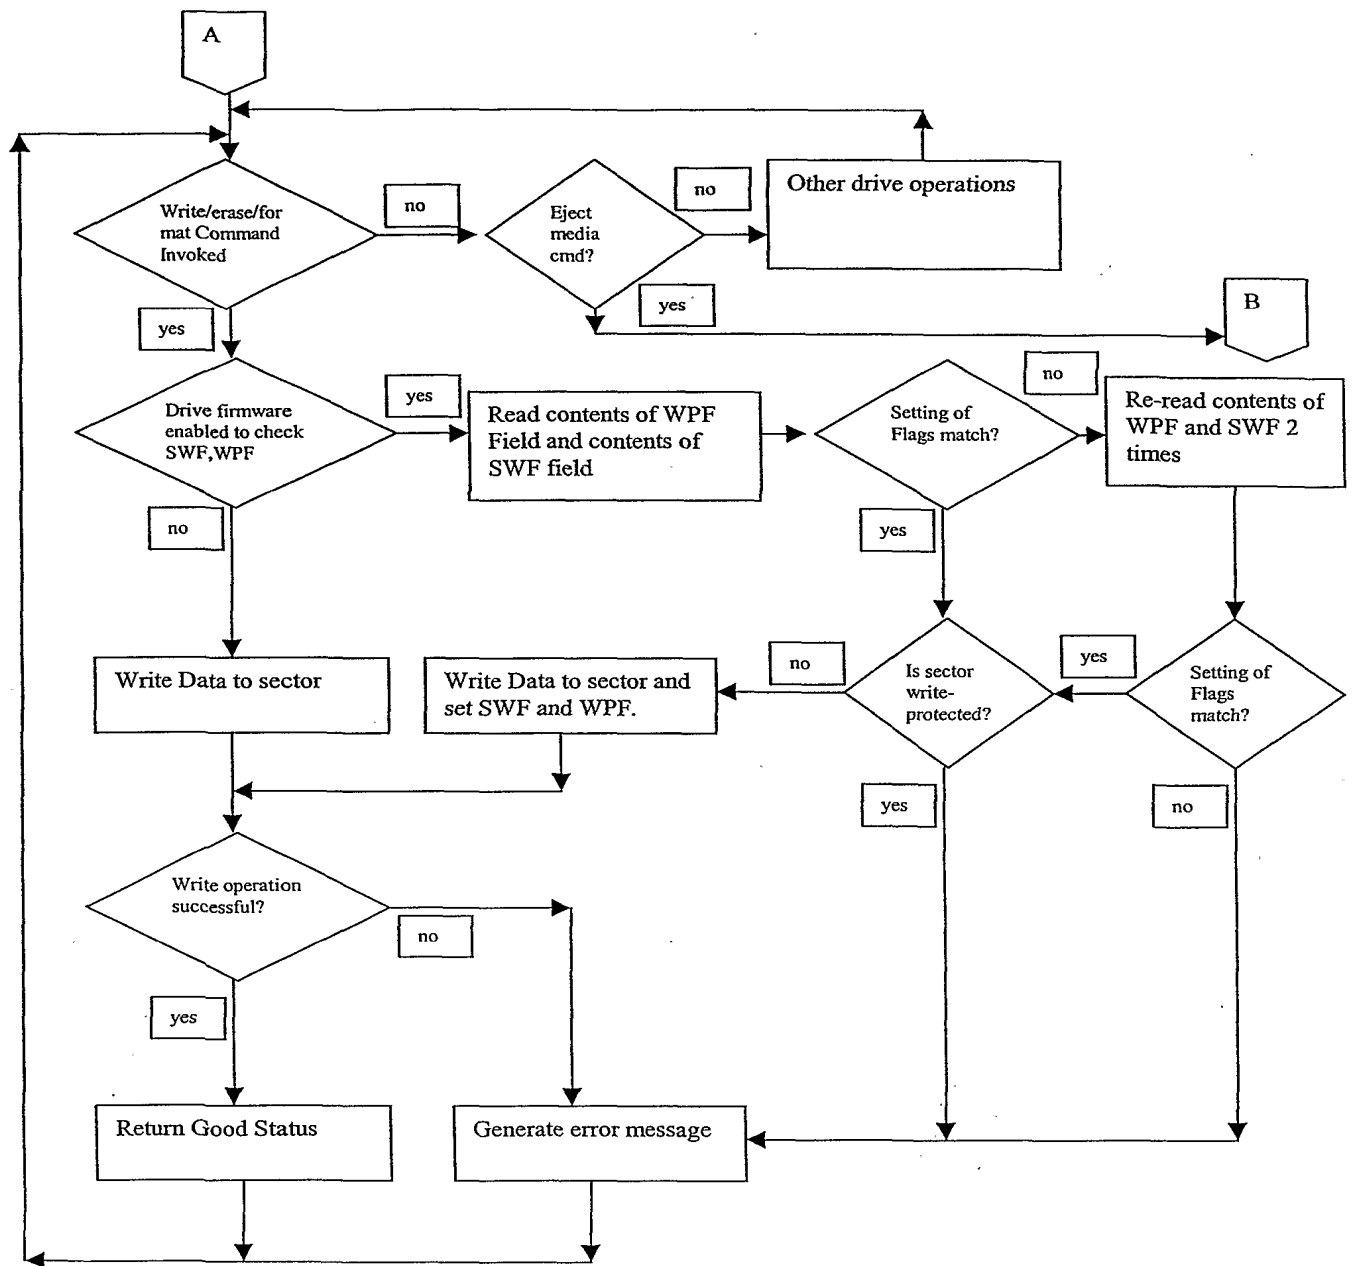 A
Write/erase/for
mat Command
Invoked
no
Eject
media
cmd?
no
Other drive operations
yes
yes
B
Drive firmware
enabled to check
SWF,WPF
yes
Read contents of WPF
Field and contents of
SWF field
Setting of
Flags match?
no
Re-read contents of
WPF and SWF 2
times
no
yes
Write Data to sector
Write Data to sector and
set SWF and WPF.
no
Is sector
write-
protected?
yes
Setting of
Flags
match?
yes
no
Write operation
successful?
no
yes
Return Good Status
Generate error message